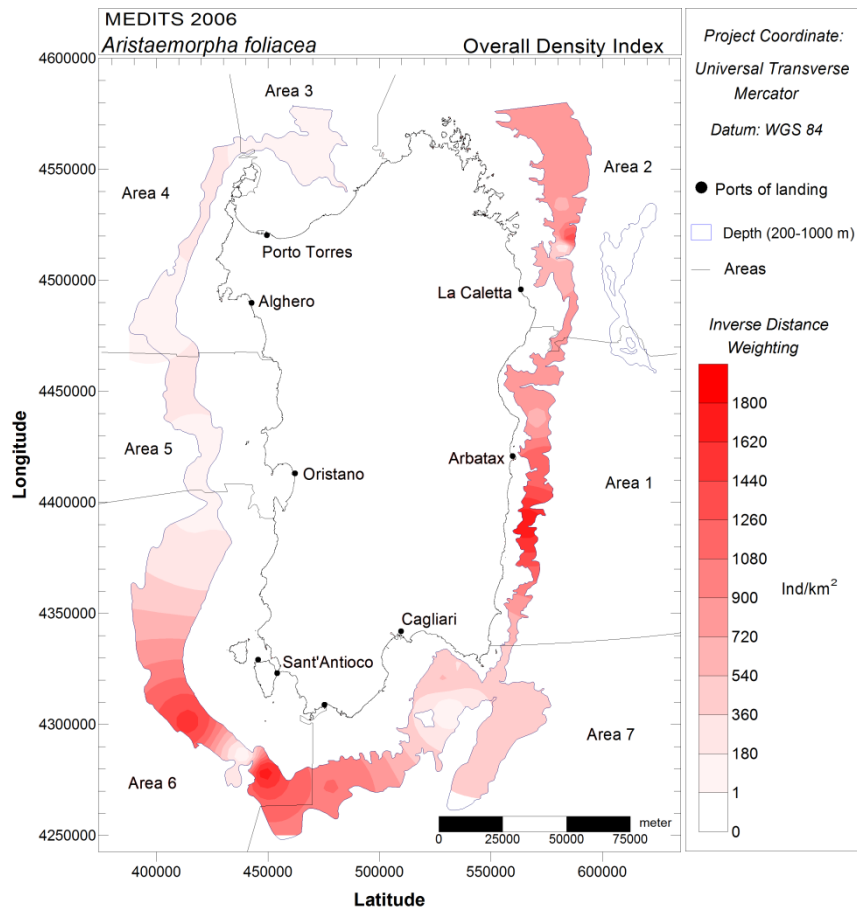 MEDITS 2006
Aristaemorpha foliacea
Overall Density Index
4600000
4550000
4500000
4450000
4400000
4350000
4300000
4250000
Longitude
400000
450000
500000
550000
600000
Latitude
Area 3
Area 4
Area 2
Porto Torres
Alghero
La Caletta
Area 5
Oristano
Arbatax
Area 1
Cagliari
Sant'Antioco
Area 7
Area 6
meter
0
25000
50000
75000
Project Coordinate:
Universal Transverse
Mercator
Datum: WGS 84
Ports of landing
Depth (200-1000 m)
Areas
Inverse Distance
Weighting
1800
1620
1440
1260
1080
900
720
540
360
180
1
0
Ind/km²